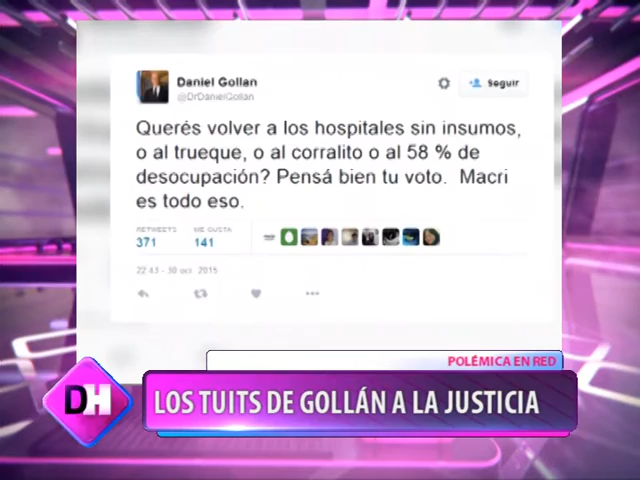 Daniel Gollan
@DrDanielGollan
Seguir
Querés volver a los hospitales sin insumos,
o al trueque, o al corralito o al 58 % de
desocupación? Pensá bien tu voto. Macri
es todo eso.
RETWEETS
371
ME GUSTA
141
22:43 - 30 oct. 2015
POLÉMICA EN RED
DH
LOS TUITS DE GOLLÁN A LA JUSTICIA